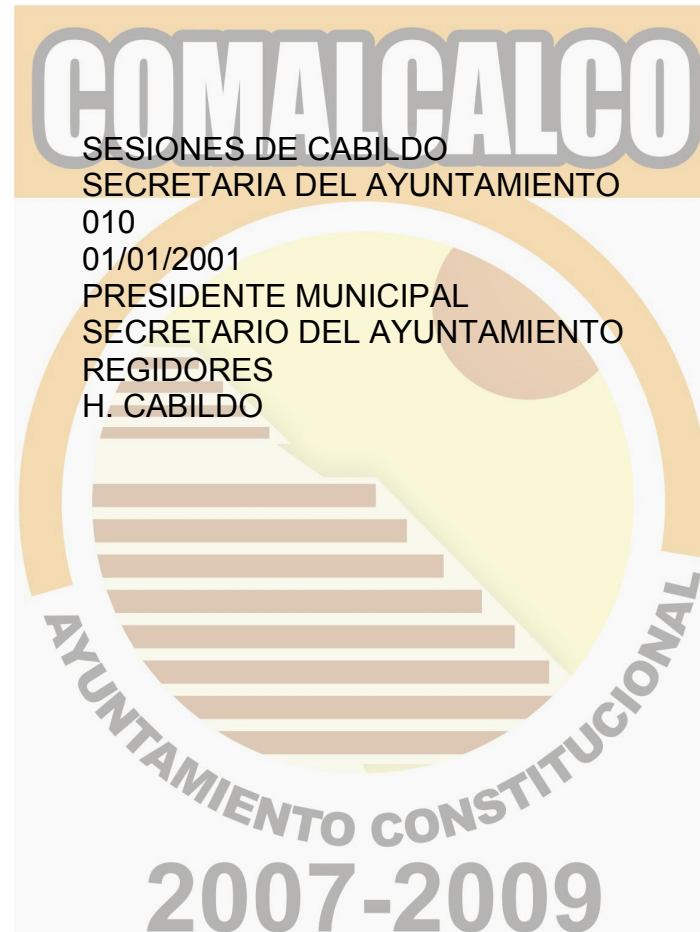 COMALCALCO
SESIONES DE CABILDO
SECRETARIA DEL AYUNTAMIENTO
010
01/01/2001
PRESIDENTE MUNICIPAL
SECRETARIO DEL AYUNTAMIENTO
REGIDORES
H. CABILDO
AYUNTAMIENTO CONSTITUCIONAL
2007-2009